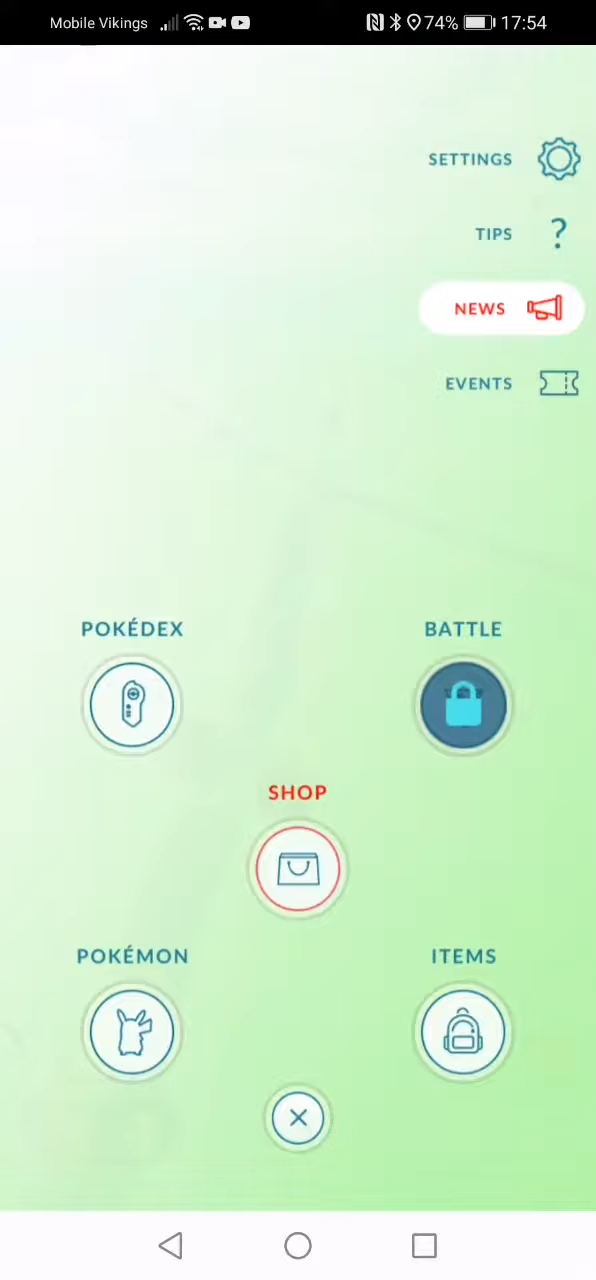 Mobile Vikings 74% 17:54
SETTINGS
TIPS ?
NEWS
EVENTS
POKÉDEX BATTLE
SHOP
POKÉMON ITEMS